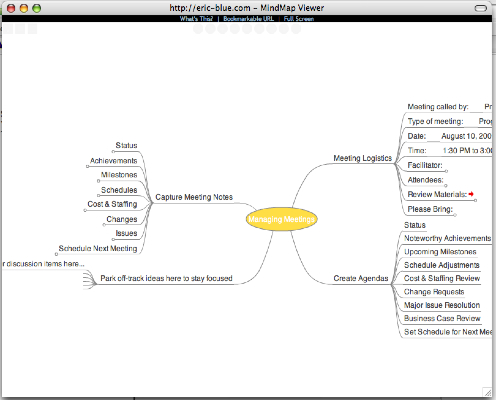 http://eric-blue.com – MindMap Viewer
What's This? | Bookmarkable URL | Full Screen
Managing Meetings
Meeting Logistics
Meeting called by: Pr
Type of meeting: Prog
Date: August 10, 200
Time: 1:30 PM to 3:00
Facilitator:
Attendees:
Review Materials:
Please Bring:
Create Agendas
Status
Noteworthy Achievements
Upcoming Milestones
Schedule Adjustments
Cost & Staffing Review
Change Requests
Major Issue Resolution
Business Case Review
Set Schedule for Next Mee
Capture Meeting Notes
Status
Achievements
Milestones
Schedules
Cost & Staffing
Changes
Issues
Schedule Next Meeting
Park off-track ideas here to stay focused
r discussion items here...